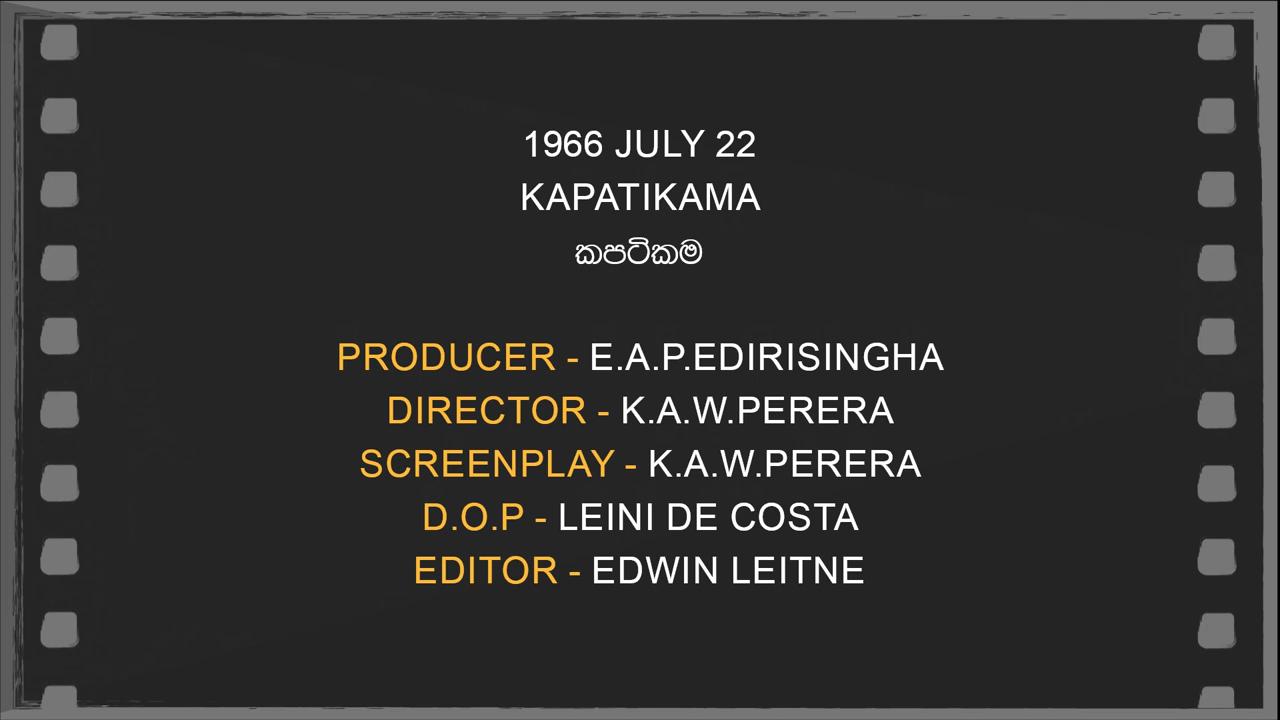 1966 JULY 22
KAPATIKAMA
කපටිකම
PRODUCER - E.A.P.EDIRISINGHA
DIRECTOR - K.A.W.PERERA
SCREENPLAY - K.A.W.PERERA
D.O.P - LEINI DE COSTA
EDITOR - EDWIN LEITNE